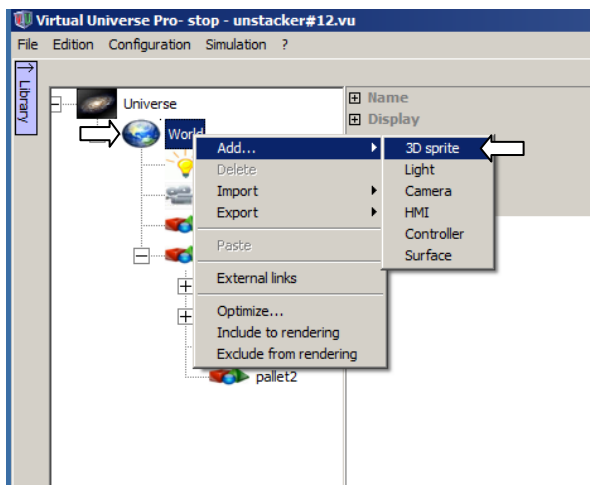 Virtual Universe Pro- stop - unstacker#12.vu
File Edition Configuration Simulation ?
Library
Universe
World
Name
Display
Add...
Delete
Import
Export
Paste
External links
Optimize...
Include to rendering
Exclude from rendering
3D sprite
Light
Camera
HMI
Controller
Surface
pallet2